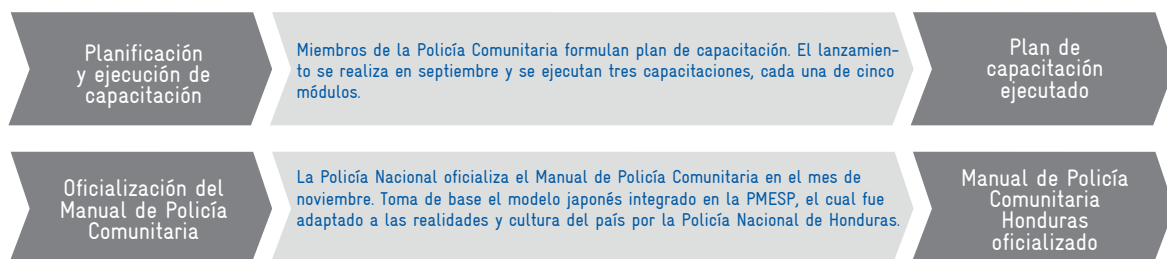 Planificación
y ejecución de
capacitación
Miembros de la Policía Comunitaria formulan plan de capacitación. El lanzamien-
to se realiza en septiembre y se ejecutan tres capacitaciones, cada una de cinco
módulos.
Plan de
capacitación
ejecutado
Oficialización del
Manual de Policía
Comunitaria
La Policía Nacional oficializa el Manual de Policía Comunitaria en el mes de
noviembre. Toma de base el modelo japonés integrado en la PMESP, el cual fue
adaptado a las realidades y cultura del país por la Policía Nacional de Honduras.
Manual de Policía
Comunitaria
Honduras
oficializado